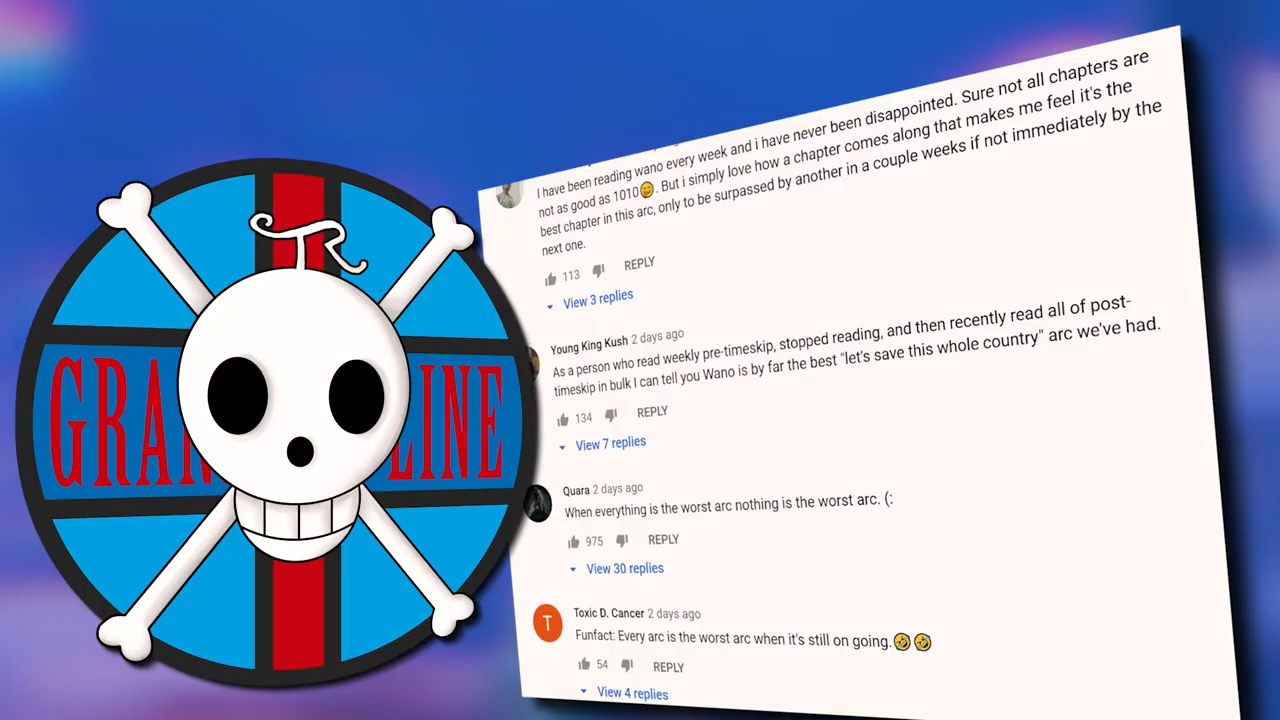 I have been reading wano every week and i have never been disappointed. Sure not all chapters are
not as good as 1010😊. But i simply love how a chapter comes along that makes me feel it's the
best chapter in this arc, only to be surpassed by another in a couple weeks if not immediately by the
next one.
113 REPLY
View 3 replies
Young King Kush 2 days ago
As a person who read weekly pre-timeskip, stopped reading, and then recently read all of post-
timeskip in bulk I can tell you Wano is by far the best "let's save this whole country" arc we've had.
134 REPLY
View 7 replies
TR
GRAN LINE
Quara 2 days ago
When everything is the worst arc nothing is the worst arc. (:
975 REPLY
View 30 replies
T
Toxic D. Cancer 2 days ago
Funfact: Every arc is the worst arc when it's still on going.🤣🤣
54 REPLY
View 4 replies